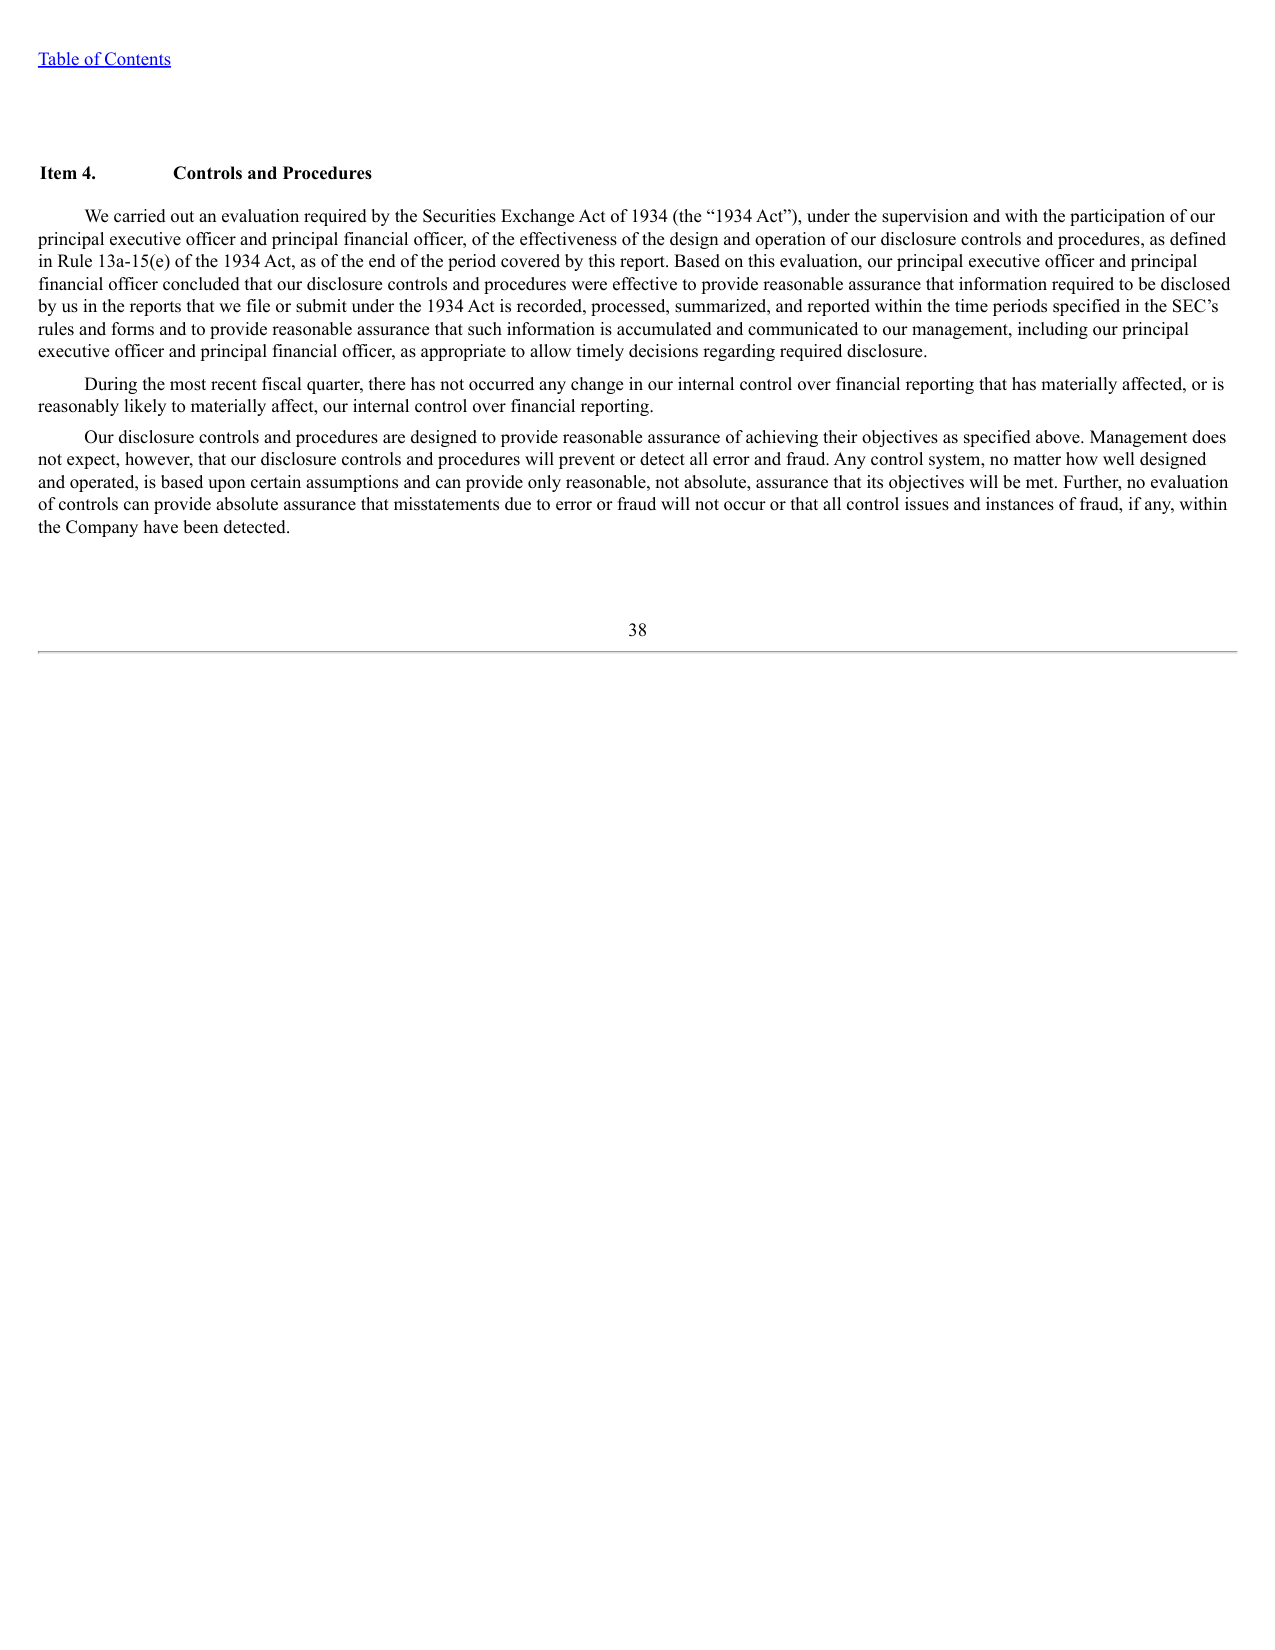 Table of Contents
Item 4. Controls and Procedures
We carried out an evaluation required by the Securities Exchange Act of 1934 (the “1934 Act”), under the supervision and with the participation of our
principal executive officer and principal financial officer, of the effectiveness of the design and operation of our disclosure controls and procedures, as defined
in Rule 13a-15(e) of the 1934 Act, as of the end of the period covered by this report. Based on this evaluation, our principal executive officer and principal
financial officer concluded that our disclosure controls and procedures were effective to provide reasonable assurance that information required to be disclosed
by us in the reports that we file or submit under the 1934 Act is recorded, processed, summarized, and reported within the time periods specified in the SEC’s
rules and forms and to provide reasonable assurance that such information is accumulated and communicated to our management, including our principal
executive officer and principal financial officer, as appropriate to allow timely decisions regarding required disclosure.
During the most recent fiscal quarter, there has not occurred any change in our internal control over financial reporting that has materially affected, or is
reasonably likely to materially affect, our internal control over financial reporting.
Our disclosure controls and procedures are designed to provide reasonable assurance of achieving their objectives as specified above. Management does
not expect, however, that our disclosure controls and procedures will prevent or detect all error and fraud. Any control system, no matter how well designed
and operated, is based upon certain assumptions and can provide only reasonable, not absolute, assurance that its objectives will be met. Further, no evaluation
of controls can provide absolute assurance that misstatements due to error or fraud will not occur or that all control issues and instances of fraud, if any, within
the Company have been detected.
38